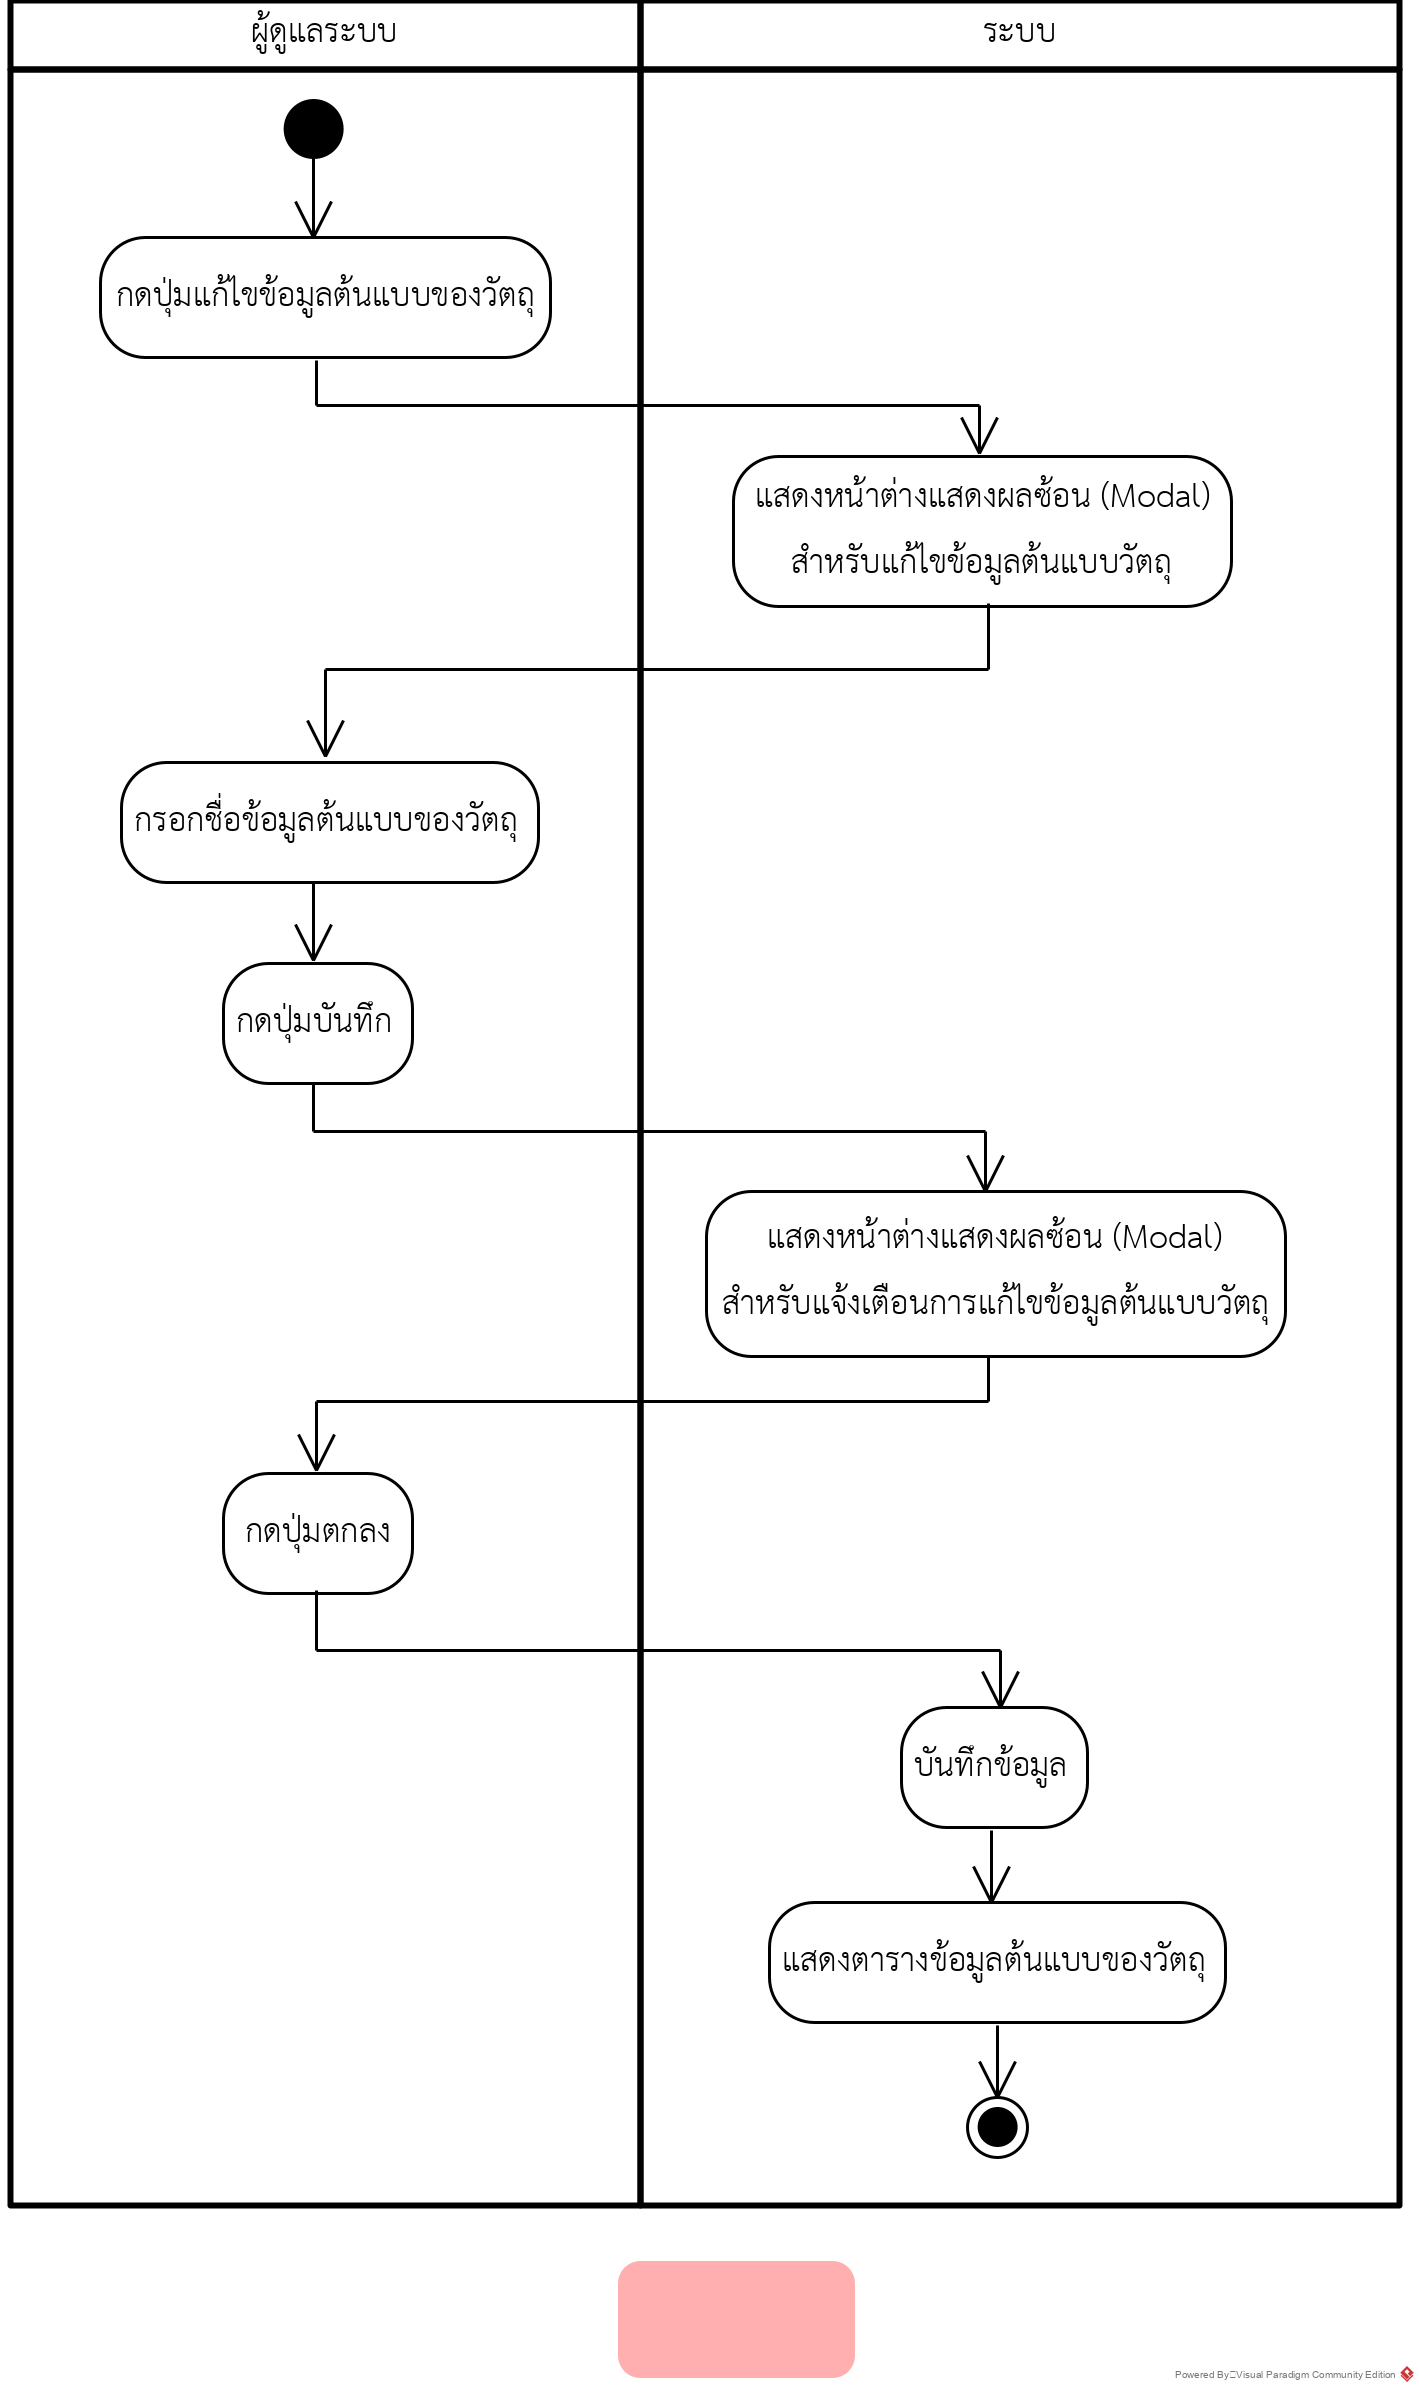 ผู้ดูแลระบบ
ระบบ
กดปุ่มแก้ไขข้อมูลต้นแบบของวัตถุ
แสดงหน้าต่างแสดงผลซ้อน (Modal)
สำหรับแก้ไขข้อมูลต้นแบบวัตถุ
กรอกชื่อข้อมูลต้นแบบของวัตถุ
กดปุ่มบันทึก
แสดงหน้าต่างแสดงผลซ้อน (Modal)
สำหรับแจ้งเตือนการแก้ไขข้อมูลต้นแบบวัตถุ
กดปุ่มตกลง
บันทึกข้อมูล
แสดงตารางข้อมูลต้นแบบของวัตถุ
Powered By Visual Paradigm Community Edition